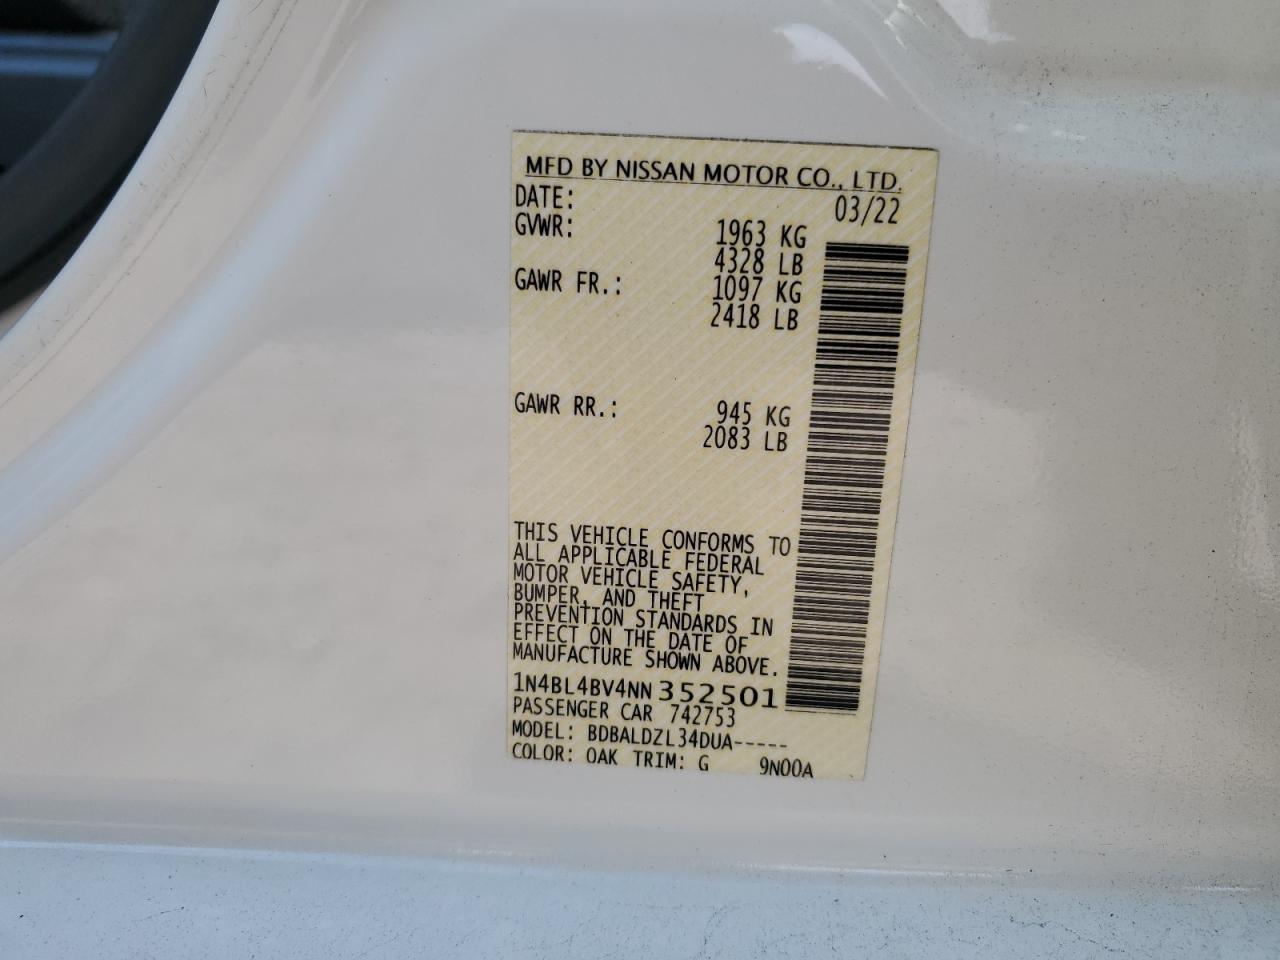 MFD BY NISSAN MOTOR CO., LTD.
DATE: 03/22
GVWR: 1963 KG
4328 LB
GAWR FR.: 1097 KG
2418 LB
GAWR RR.: 945 KG
2083 LB
THIS VEHICLE CONFORMS TO
ALL APPLICABLE FEDERAL
MOTOR VEHICLE SAFETY,
BUMPER, AND THEFT
PREVENTION STANDARDS IN
EFFECT ON THE DATE OF
MANUFACTURE SHOWN ABOVE.
1N4BL4BV4NN352501
PASSENGER CAR 742753
MODEL: BDBALDZL34DUA-----
COLOR: QAK TRIM: G 9N00A